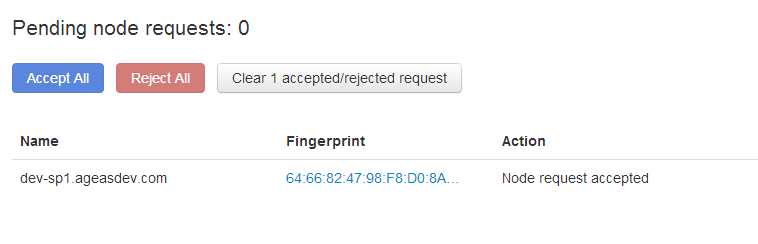 Pending node requests: 0
Accept All Reject All Clear 1 accepted/rejected request
Name Fingerprint Action
dev-sp1.ageasdev.com 64:66:82:47:98:F8:D0:8A… Node request accepted